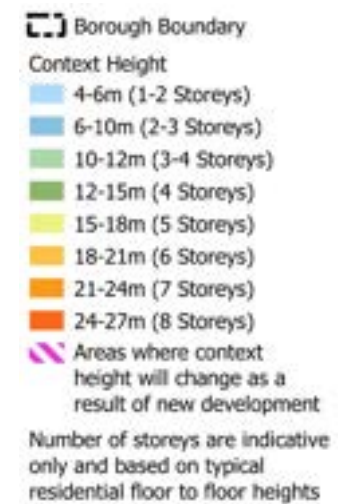 Borough Boundary
Context Height
4-6m (1-2 Storeys)
6-10m (2-3 Storeys)
10-12m (3-4 Storeys)
12-15m (4 Storeys)
15-18m (5 Storeys)
18-21m (6 Storeys)
21-24m (7 Storeys)
24-27m (8 Storeys)
Areas where context
height will change as a
result of new development
Number of storeys are indicative
only and based on typical
residential floor to floor heights